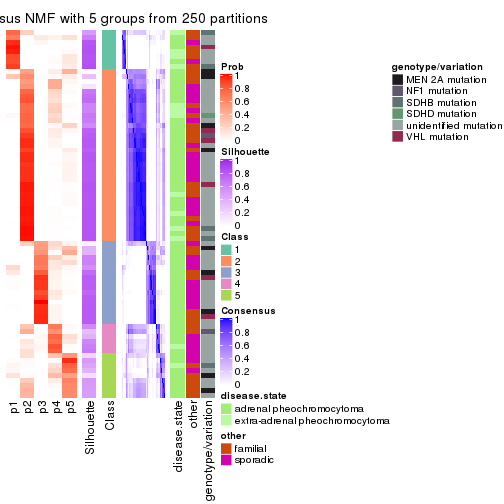 sus NMF with 5 groups from 250 partitions
Prob
1
0.8
0.6
0.4
0.2
0
Silhouette
1
0.8
0.6
0.4
0.2
0
Class
1
2
3
4
5
Consensus
1
0.8
0.6
0.4
0.2
0
disease.state
adrenal pheochromocytoma
extra-adrenal pheochromocytoma
other
familial
sporadic
genotype/variation
MEN 2A mutation
NF1 mutation
SDHB mutation
SDHD mutation
unidentified mutation
VHL mutation
p1
p2
p3
p4
p5
Silhouette
Class
disease.state
other
genotype/variation